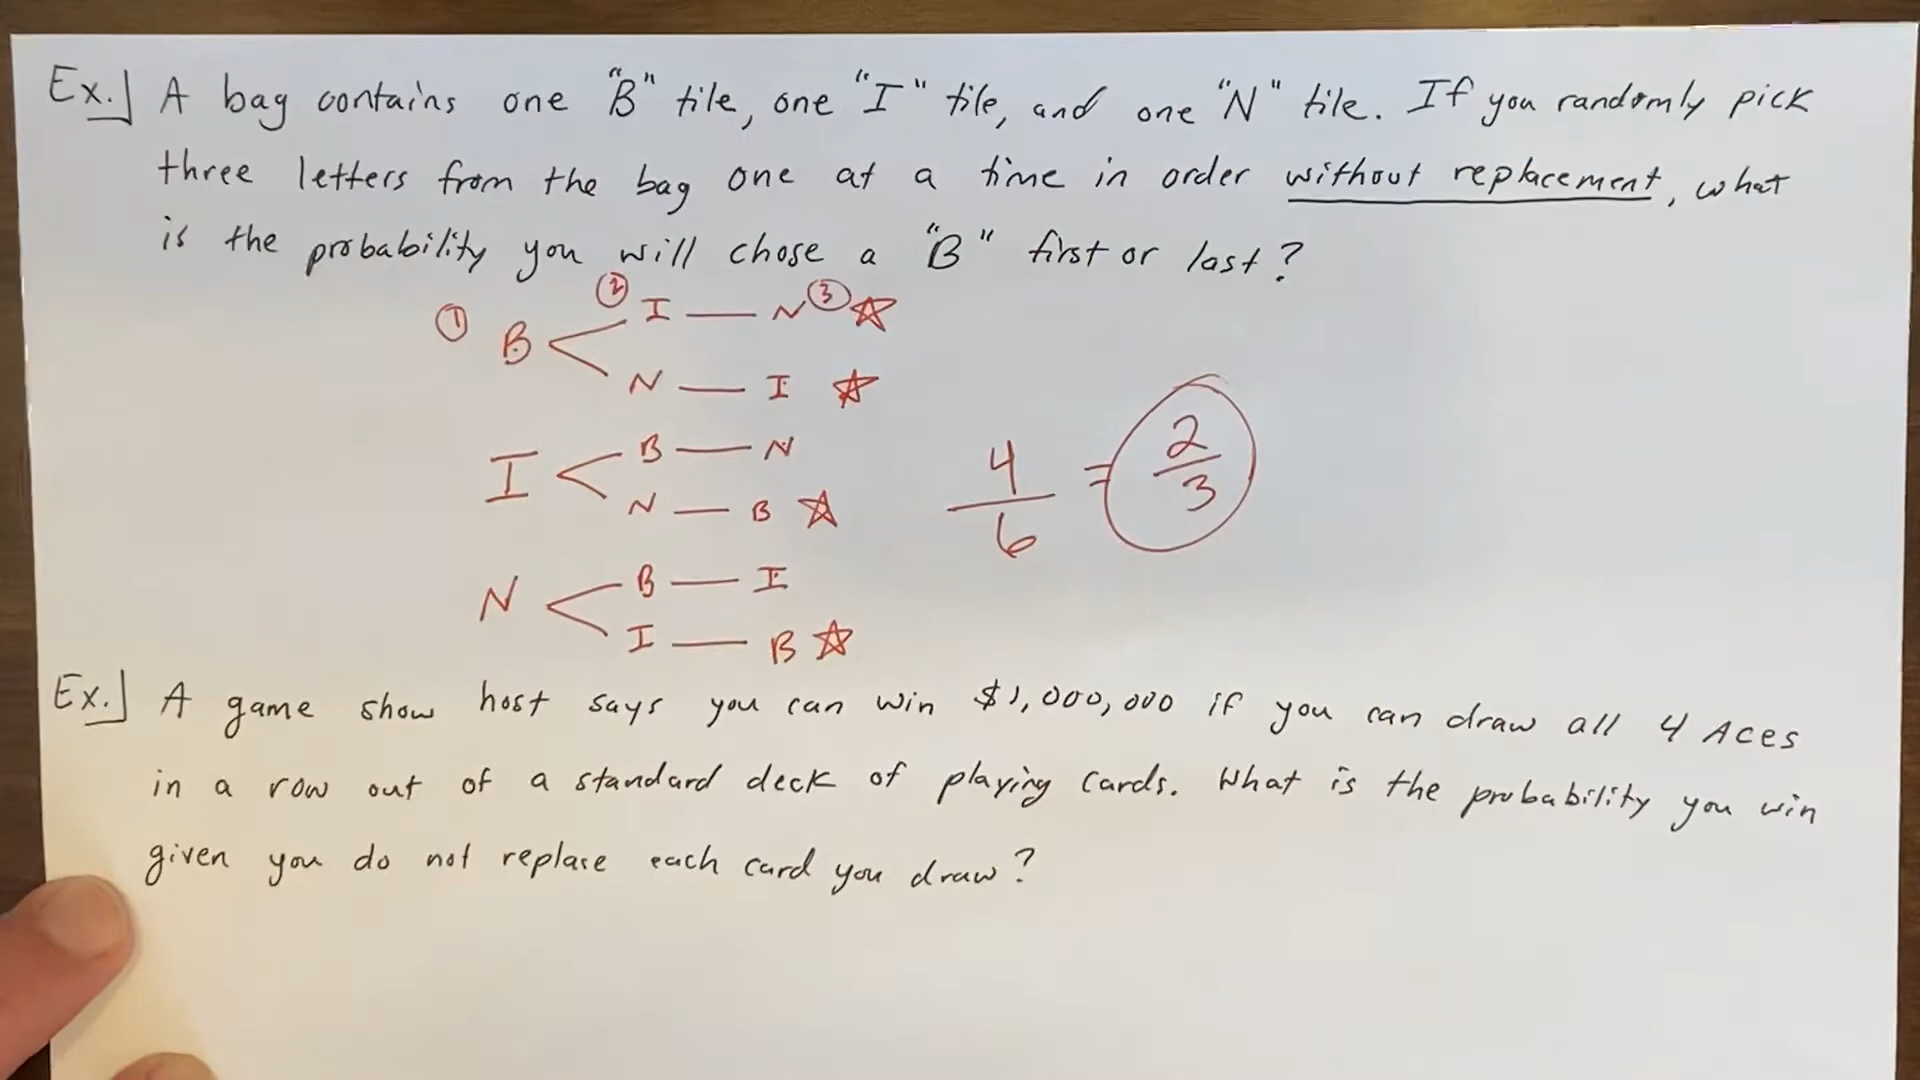 Ex.] A bag contains one "B" tile, one "I" tile, and one "N" tile. If you randomly pick
three letters from the bag one at a time in order without replacement, what
is the probability you will chose a "B" first or last?
① B ② I — N ③ ☆
N — I ☆
I B — N
N — B ☆
4/6 = 2/3
N B — I
I — B ☆
Ex.] A game show host says you can win $1,000,000 if you can draw all 4 Aces
in a row out of a standard deck of playing cards. What is the probability you win
given you do not replace each card you draw?